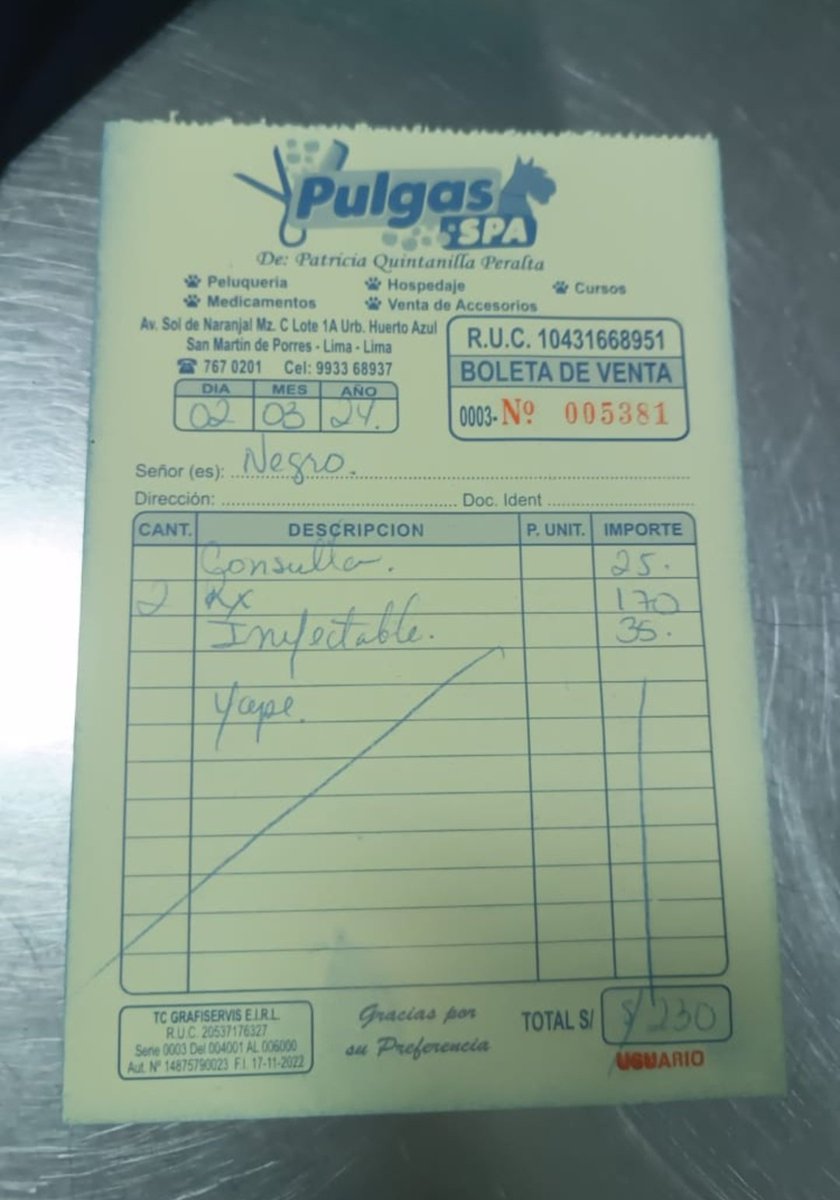 Pulgas
SPA
De: Patricia Quintanilla Peralta
Peluqueria Hospedaje Cursos
Medicamentos Venta de Accesorios
Av. Sol de Naranjal Mz. C Lote 1A Urb. Huerto Azul
San Martin de Porres - Lima - Lima
767 0201 Cel: 9933 68937
DIA MES AÑO
02 03 24.
R.U.C. 10431668951
BOLETA DE VENTA
0003- Nº 005381
Señor (es): Negro.
Dirección: Doc. Ident
CANT. DESCRIPCION P. UNIT. IMPORTE
Consulta. 25.
2 RX 170
Inyectable. 35.
Yape.
TC GRAFISERVIS E.I.R.L.
R.U.C. 20537176327
Serie 0003 Del 004001 AL 006000
Aut. Nº 14875790023 F.I. 17-11-2022
Gracias por
su Preferencia
TOTAL S/ S/230
USUARIO